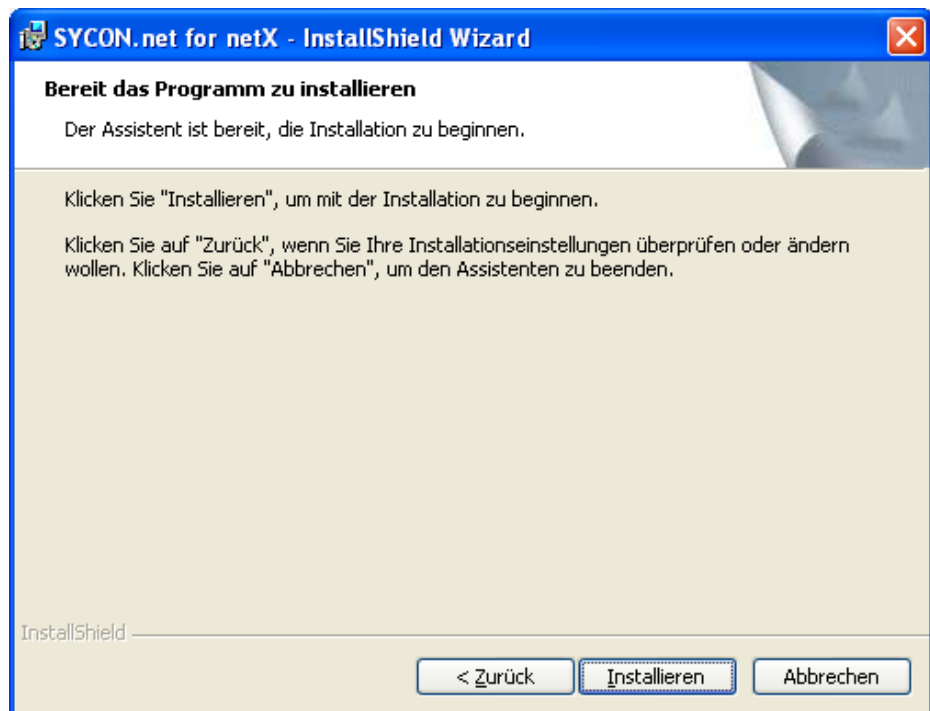 SYCON.net for netX - InstallShield Wizard
Bereit das Programm zu installieren
Der Assistent ist bereit, die Installation zu beginnen.
Klicken Sie "Installieren", um mit der Installation zu beginnen.
Klicken Sie auf "Zurück", wenn Sie Ihre Installationseinstellungen überprüfen oder ändern
wollen. Klicken Sie auf "Abbrechen", um den Assistenten zu beenden.
InstallShield
< Zurück Installieren Abbrechen